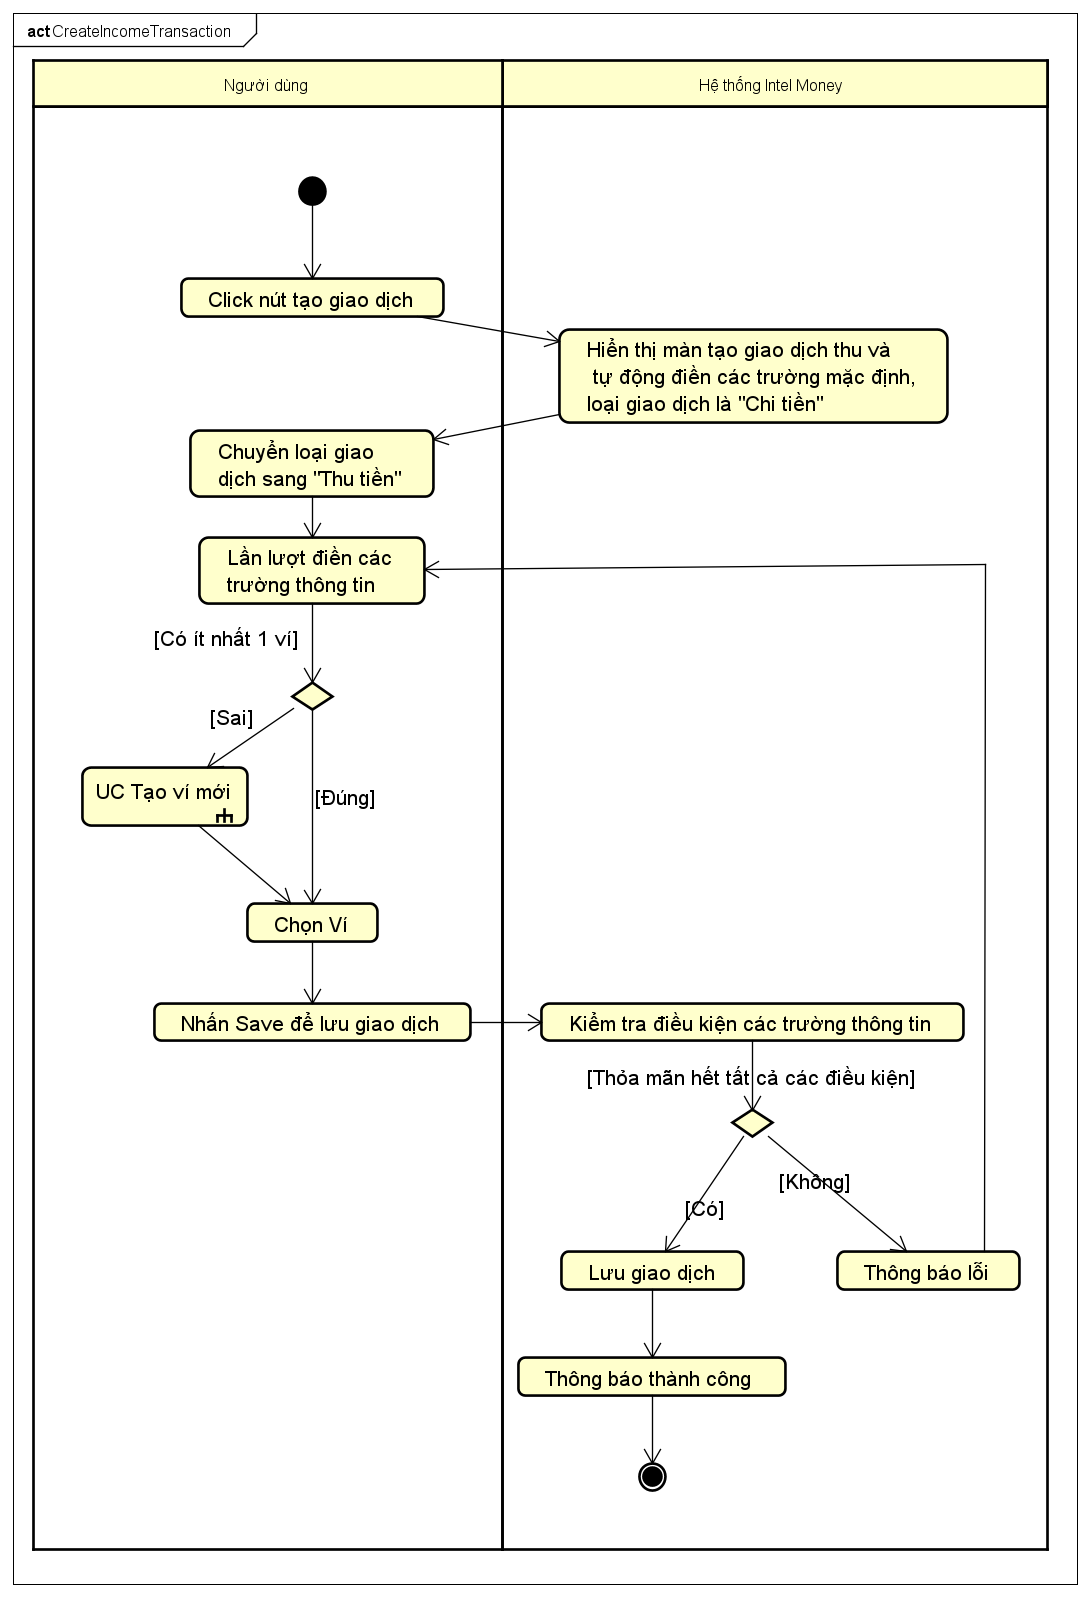 act CreateIncomeTransaction
Người dùng
Hệ thống Intel Money
Click nút tạo giao dịch
Hiển thị màn tạo giao dịch thu và
tự động điền các trường mặc định,
loại giao dịch là "Chi tiền"
Chuyển loại giao
dịch sang "Thu tiền"
Lần lượt điền các
trường thông tin
[Có ít nhất 1 ví]
[Sai]
UC Tạo ví mới
[Đúng]
Chọn Ví
Nhấn Save để lưu giao dịch
Kiểm tra điều kiện các trường thông tin
[Thỏa mãn hết tất cả các điều kiện]
[Không]
[Có]
Lưu giao dịch
Thông báo lỗi
Thông báo thành công